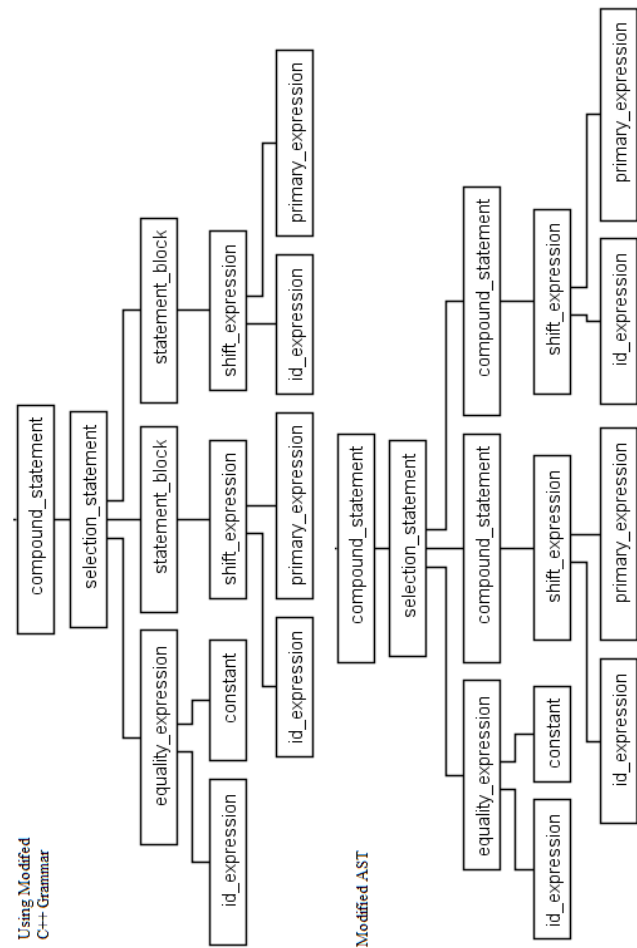 Using Modifed
C++ Grammar
compound_statement
selection_statement
equality_expression
statement_block
statement_block
id_expression
constant
shift_expression
shift_expression
id_expression
primary_expression
id_expression
primary_expression
Modified AST
compound_statement
selection_statement
equality_expression
compound_statement
compound_statement
id_expression
constant
shift_expression
shift_expression
id_expression
primary_expression
id_expression
primary_expression